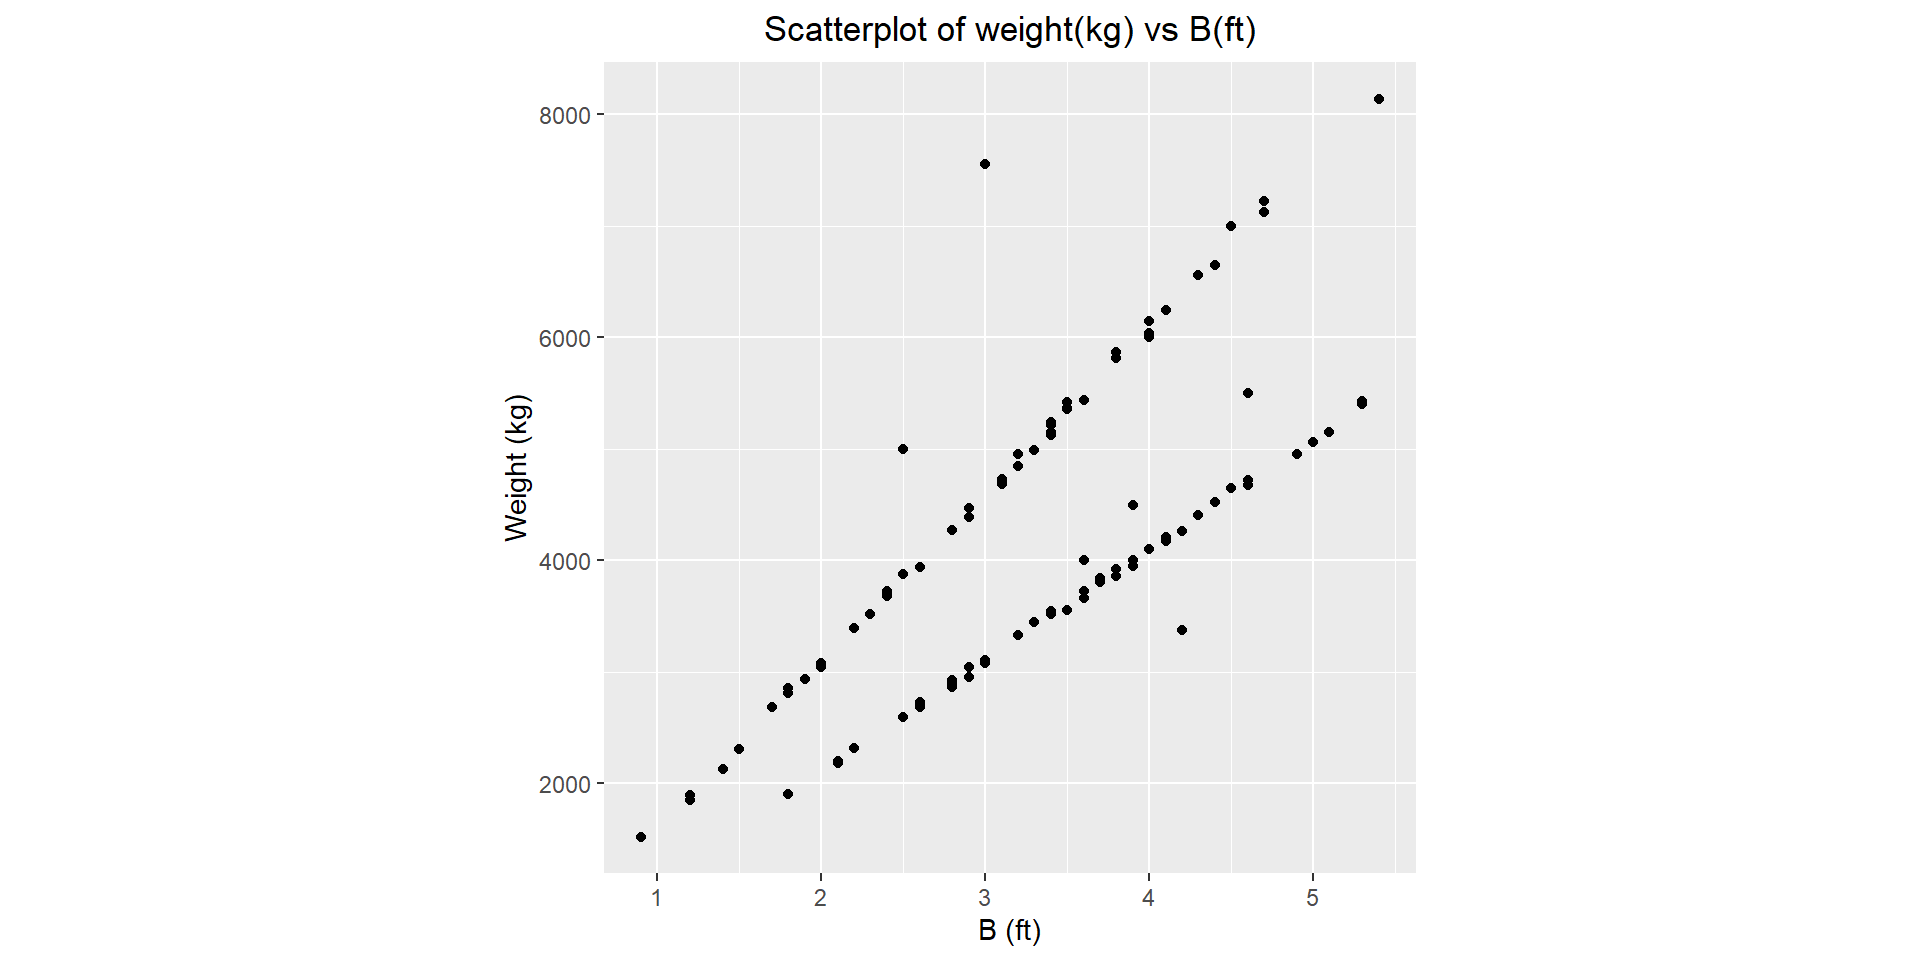 Scatterplot of weight(kg) vs B(ft)
8000
6000
4000
2000
Weight (kg)
1 2 3 4 5
B (ft)